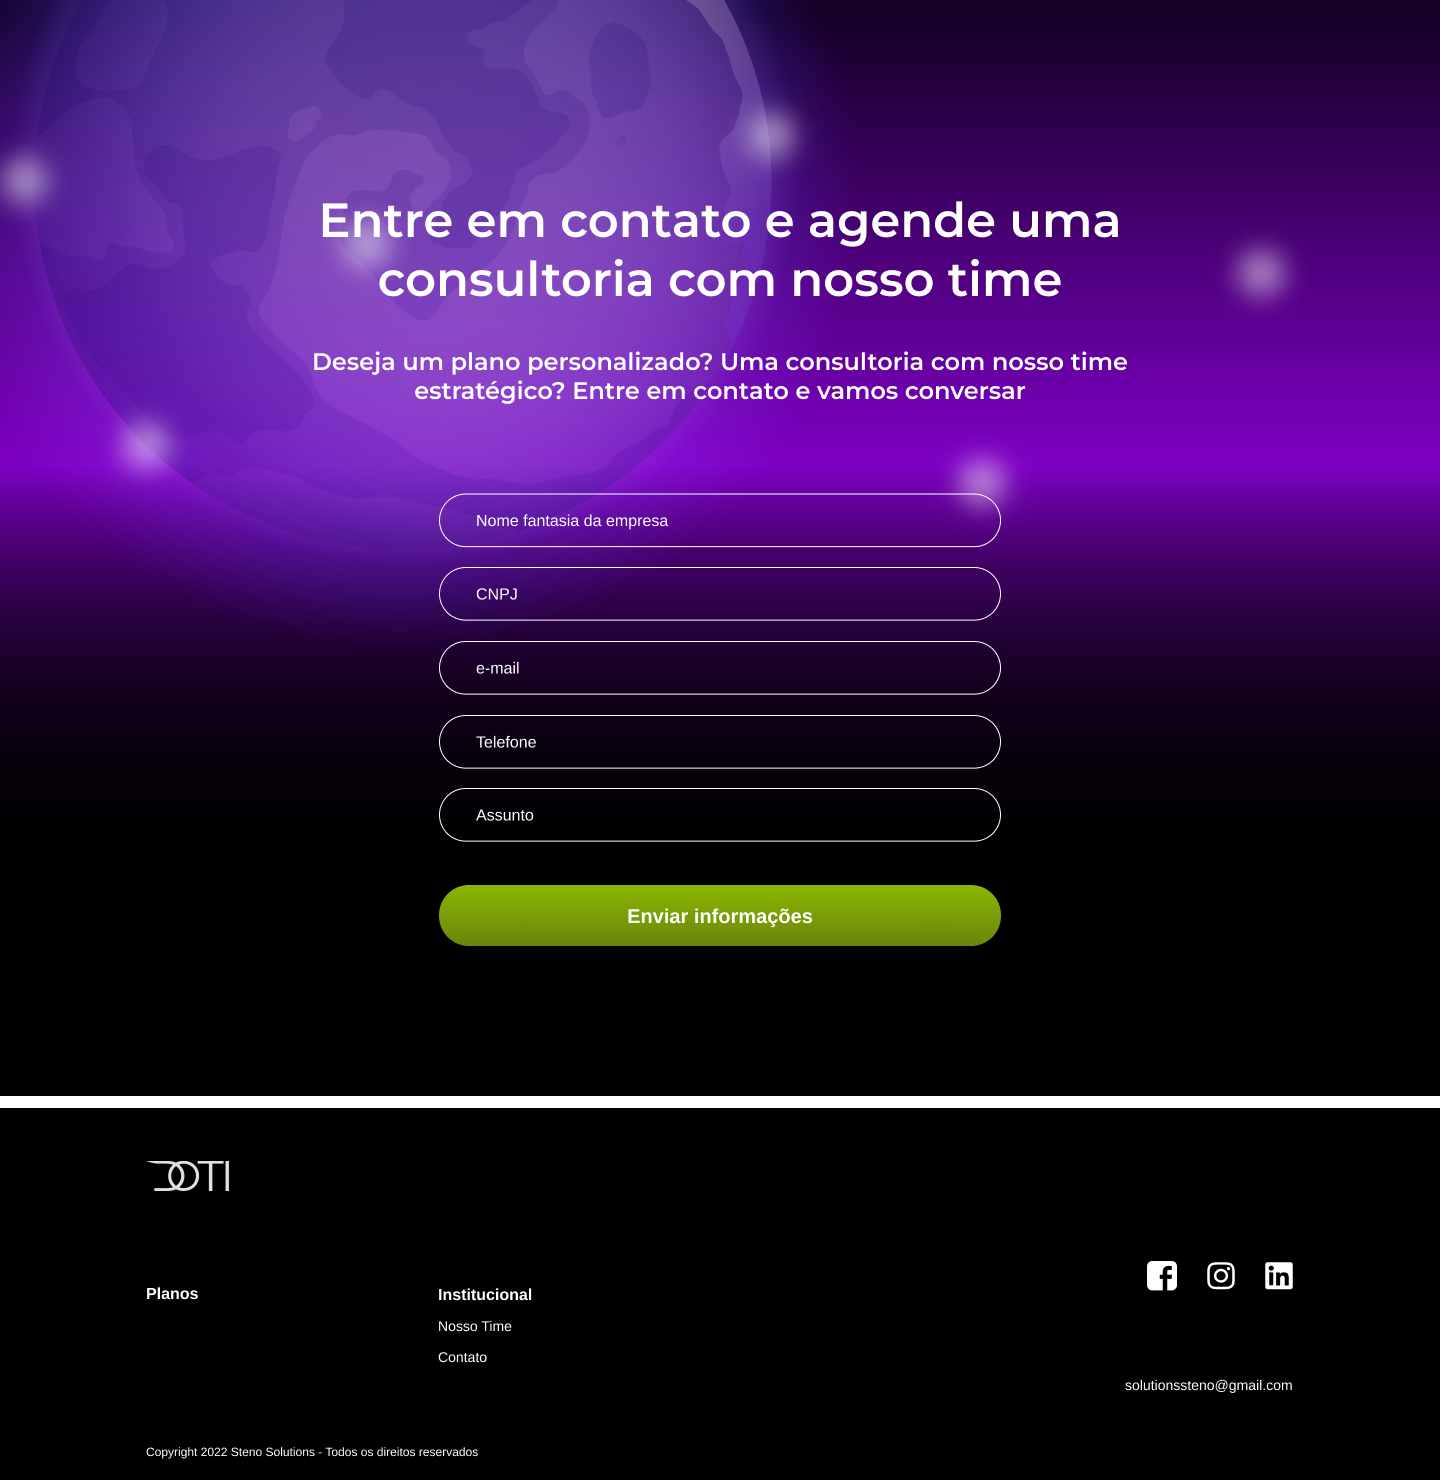 Entre em contato e agende uma
consultoria com nosso time
Deseja um plano personalizado? Uma consultoria com nosso time
estratégico? Entre em contato e vamos conversar
Nome fantasia da empresa
CNPJ
e-mail
Telefone
Assunto
Enviar informações
DOTI
Planos
Institucional
Nosso Time
Contato
solutionssteno@gmail.com
Copyright 2022 Steno Solutions - Todos os direitos reservados